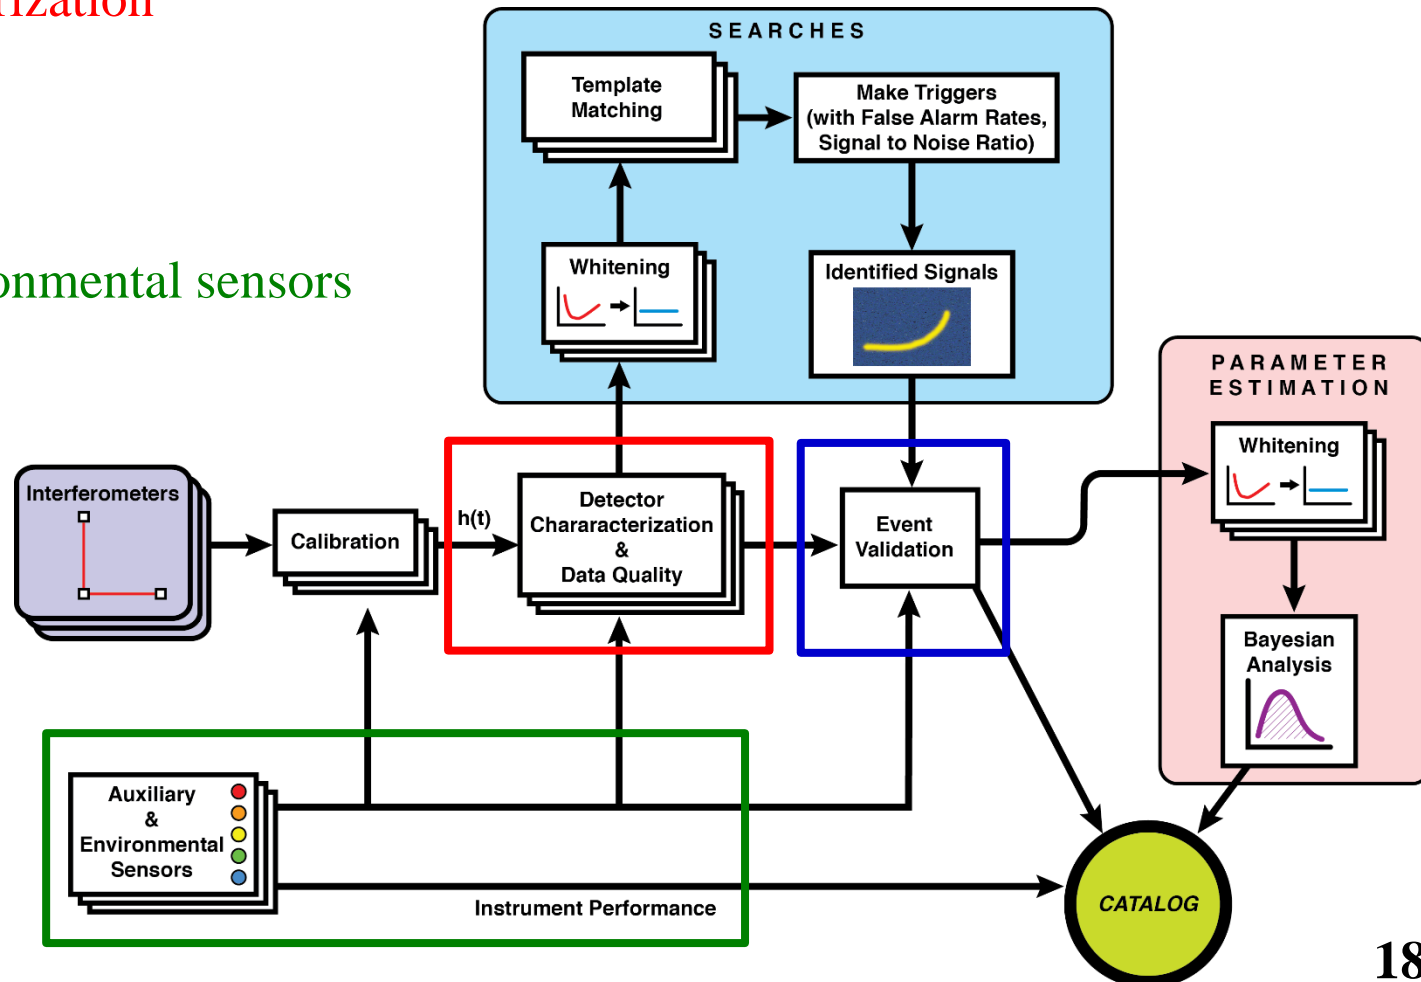 rization
onmental sensors
SEARCHES
Template
Matching
Make Triggers
(with False Alarm Rates,
Signal to Noise Ratio)
Whitening
Identified Signals
PARAMETER
ESTIMATION
Whitening
Interferometers
Calibration
h(t)
Detector
Chararacterization
&
Data Quality
Event
Validation
Bayesian
Analysis
Auxiliary
&
Environmental
Sensors
Instrument Performance
CATALOG
18